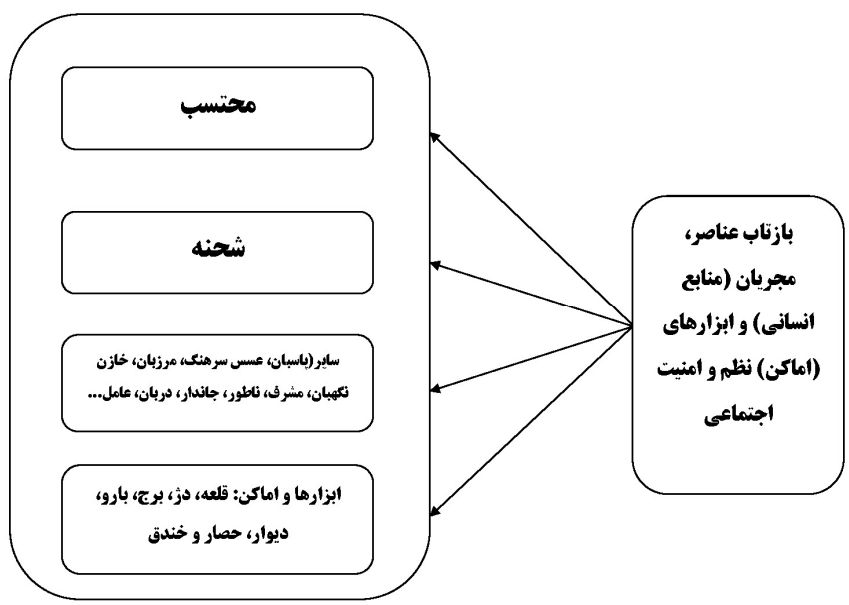 بازتاب عناصر،
مجریان (منابع
انسانی) و ابزارهای
(اماکن) نظم و امنیت
اجتماعی
محتسب
شحنه
سایر(پاسبان، عسس سرهنگ، مرزبان، خازن
نگهبان، مشرف، ناطور، جاندار، دربان، عامل...
ابزارها و اماکن: قلعه، دژ، برج، بارو،
دیوار، حصار و خندق